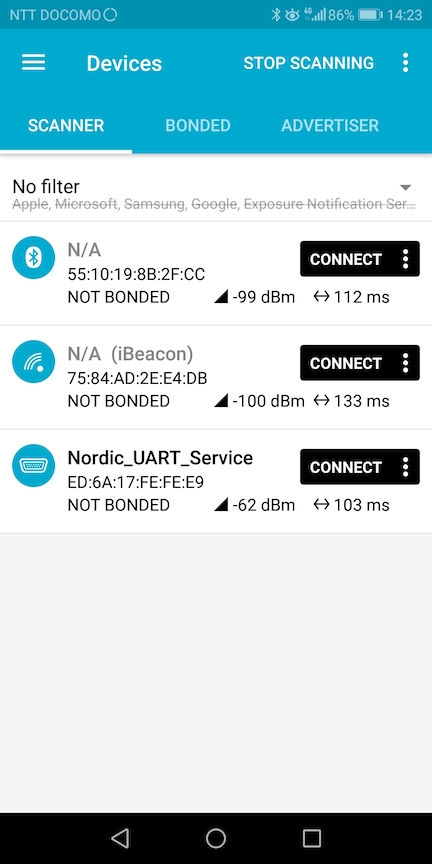 NTT DOCOMO 4G 86% 14:23
Devices STOP SCANNING
SCANNER BONDED ADVERTISER
No filter
Apple, Microsoft, Samsung, Google, Exposure Notification Ser...
N/A
CONNECT
55:10:19:8B:2F:CC
NOT BONDED -99 dBm 112 ms
N/A (iBeacon)
CONNECT
75:84:AD:2E:E4:DB
NOT BONDED -100 dBm 133 ms
Nordic_UART_Service
CONNECT
ED:6A:17:FE:FE:E9
NOT BONDED -62 dBm 103 ms